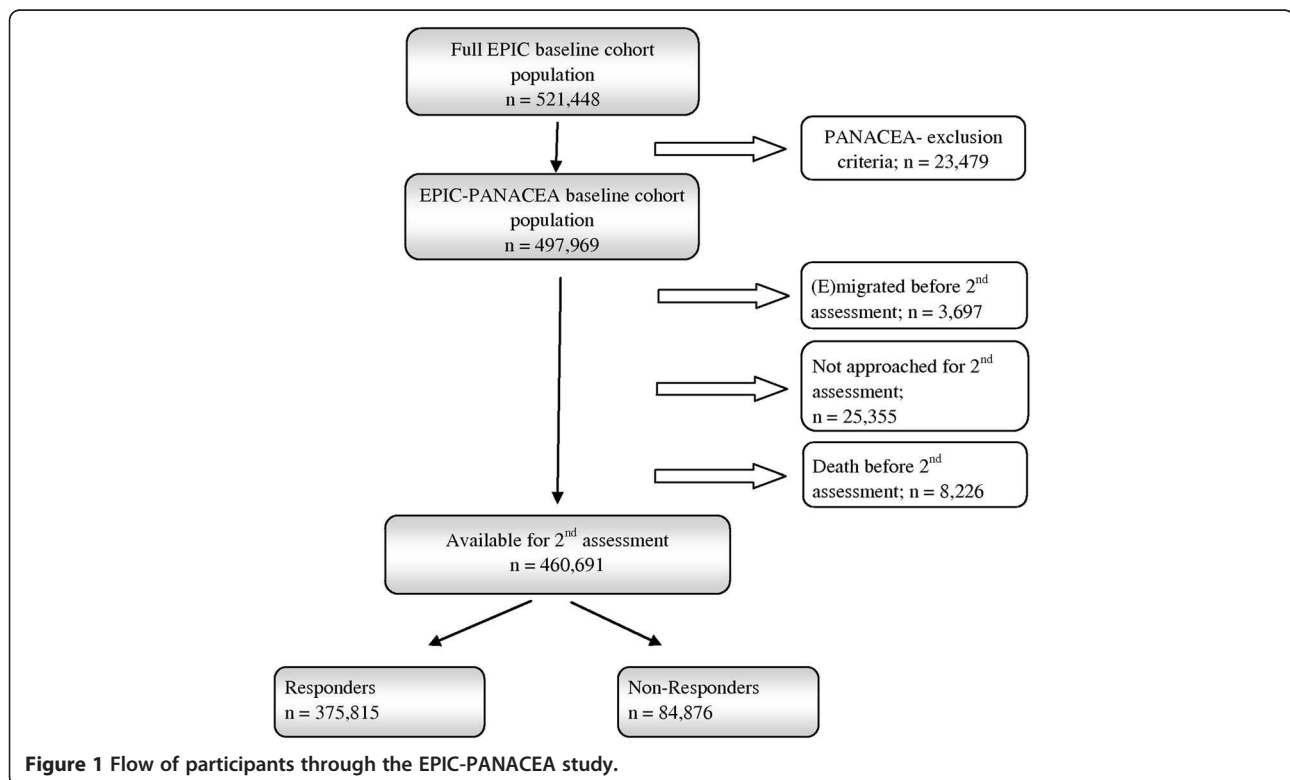 Full EPIC baseline cohort
population
n = 521,448
PANACEA- exclusion
criteria; n = 23,479
EPIC-PANACEA baseline cohort
population
n = 497,969
(E)migrated before 2nd
assessment; n = 3,697
Not approached for 2nd
assessment;
n = 25,355
Death before 2nd
assessment; n = 8,226
Available for 2nd assessment
n = 460,691
Responders
n = 375,815
Non-Responders
n = 84,876
Figure 1 Flow of participants through the EPIC-PANACEA study.